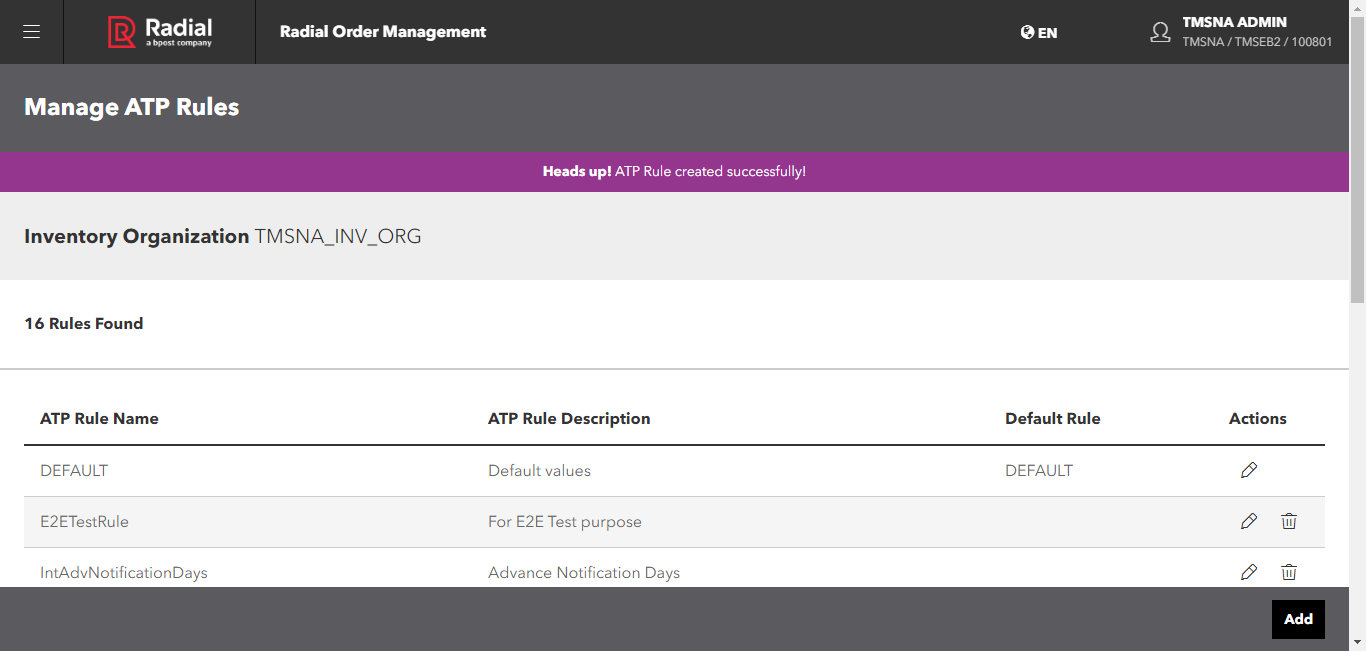 Radial
a bpost company
Radial Order Management
EN
TMSNA ADMIN
TMSNA / TMSEB2 / 100801
Manage ATP Rules
Heads up! ATP Rule created successfully!
Inventory Organization TMSNA_INV_ORG
16 Rules Found
ATP Rule Name ATP Rule Description Default Rule Actions
DEFAULT Default values DEFAULT
E2ETestRule For E2E Test purpose
IntAdvNotificationDays Advance Notification Days
Add